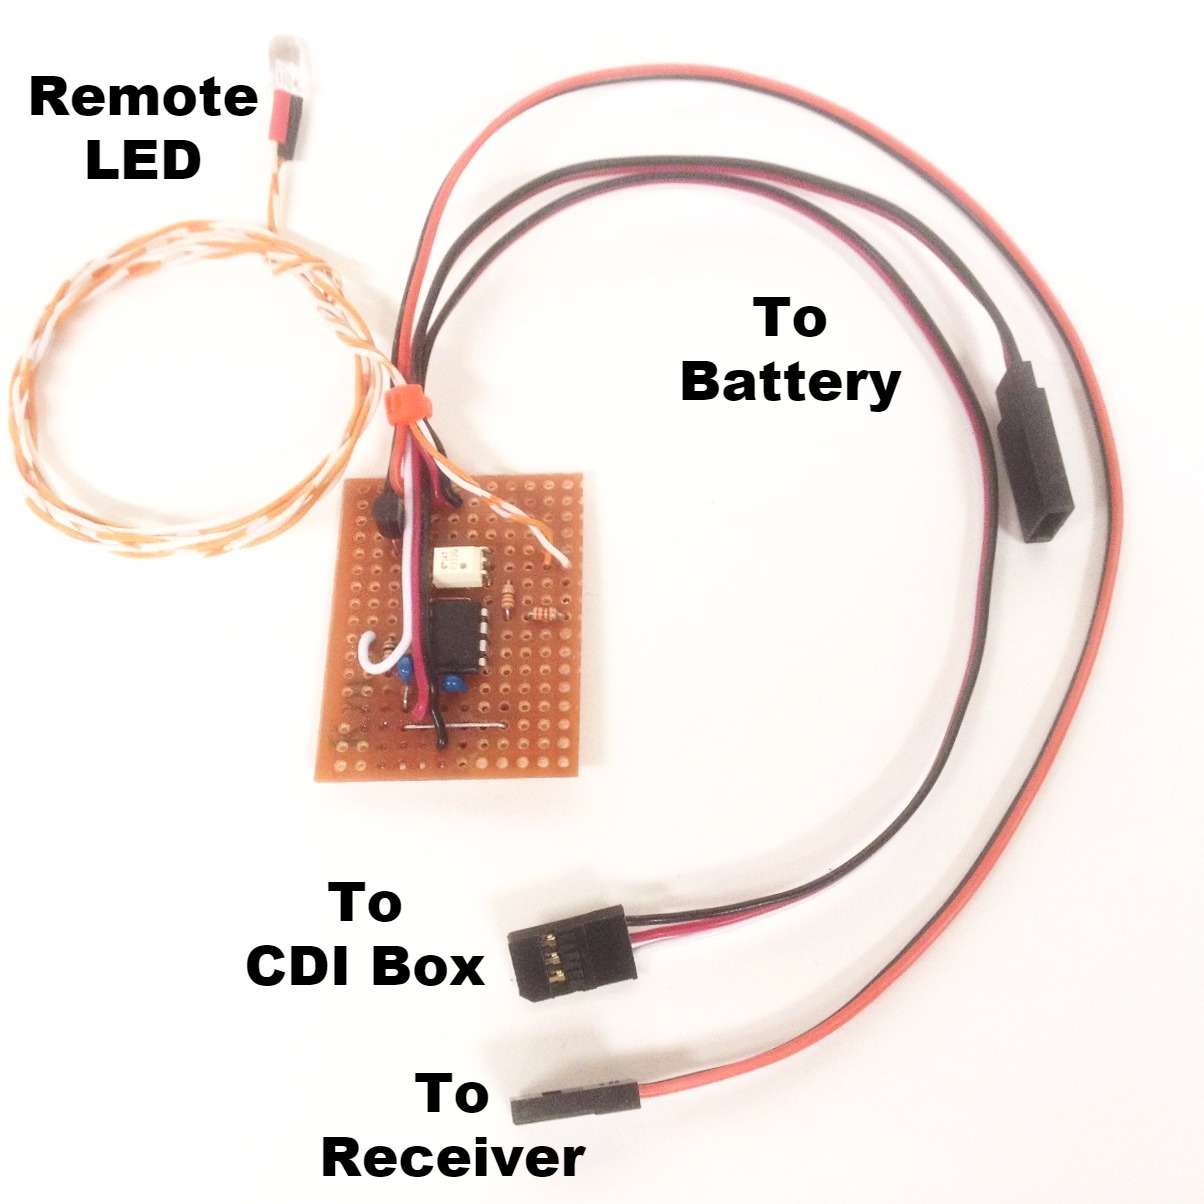 Remote
LED
To
Battery
To
CDI Box
To
Receiver